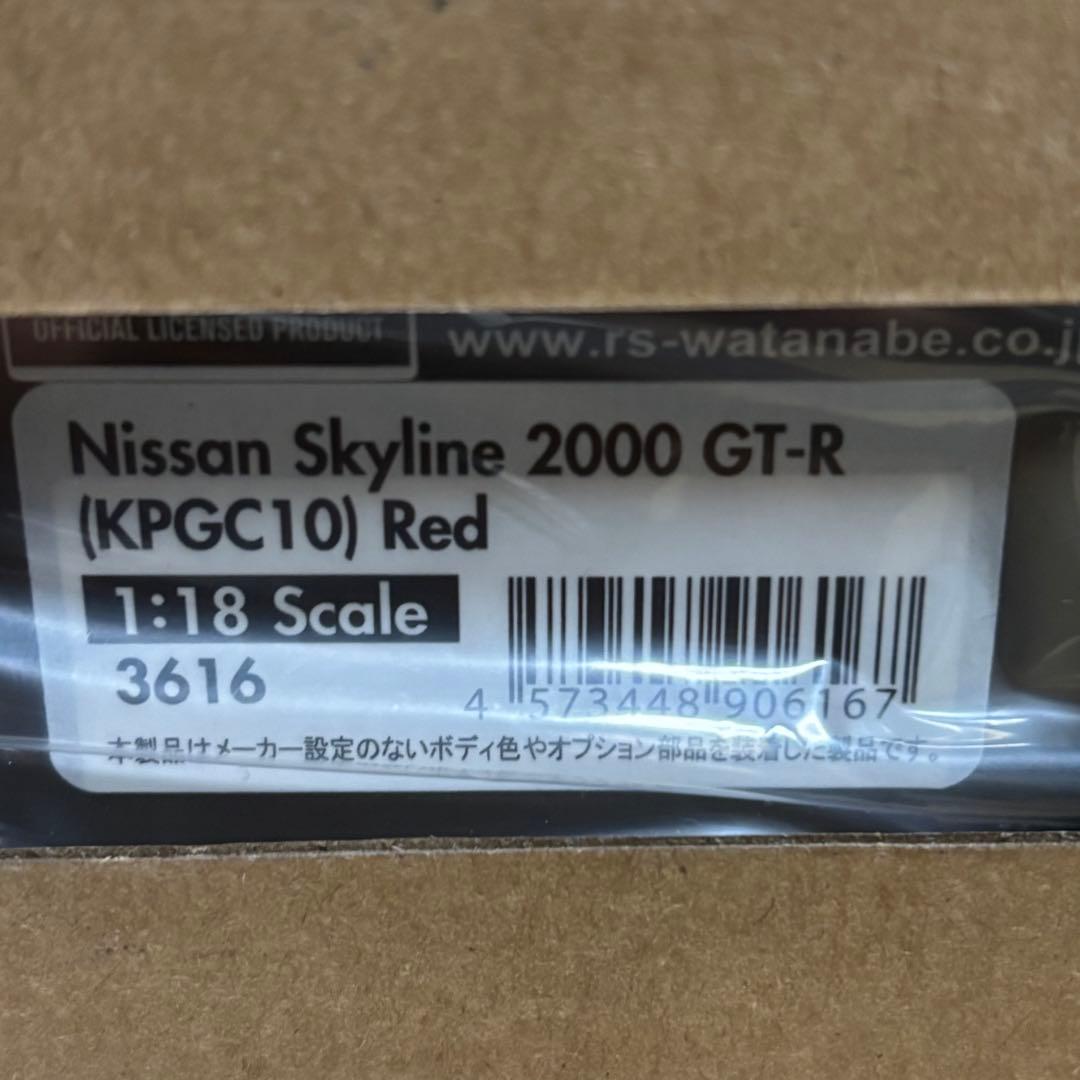 OFFICIAL LICENSED PRODUCT
www.rs-watanabe.co.j
Nissan Skyline 2000 GT-R
(KPGC10) Red
1:18 Scale
3616
4 573448 906167
本製品はメーカー設定のないボディ色やオプション部品を装着した製品です。